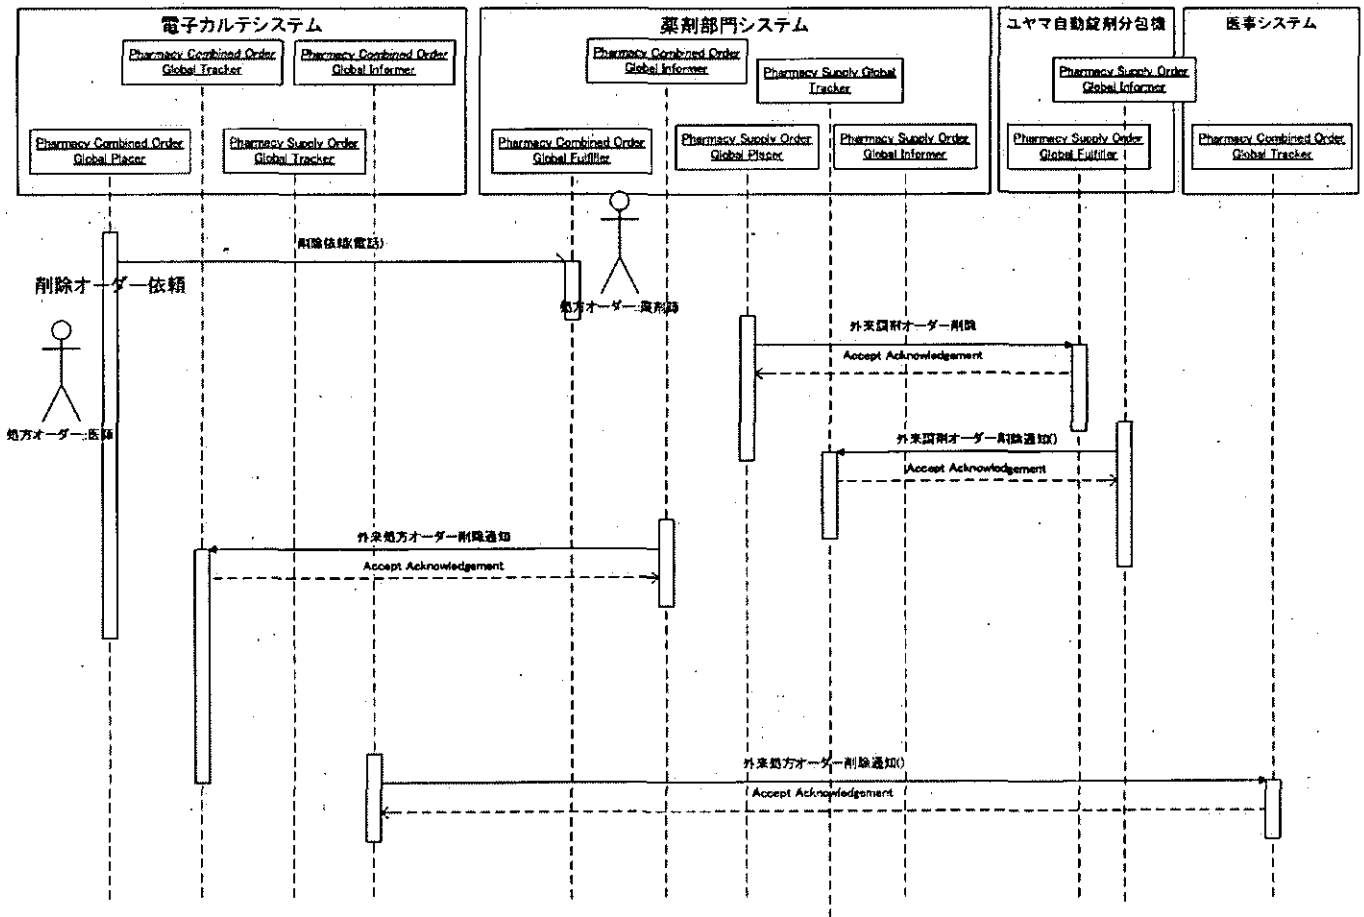 電子カルテシステム
薬剤部門システム
ユヤマ自動錠剤分包機
医事システム
Pharmacy Combined Order
Global Tracker
Pharmacy Combined Order
Global Informer
Pharmacy Combined Order
Global Informer
Pharmacy Supply Global
Tracker
Pharmacy Supply Order
Global Informer
Pharmacy Combined Order
Global Placer
Pharmacy Supply Order
Global Tracker
Pharmacy Combined Order
Global Fulfiller
Pharmacy Supply Order
Global Placer
Pharmacy Supply Order
Global Informer
Pharmacy Supply Order
Global Fulfiller
Pharmacy Combined Order
Global Tracker
削除依頼(電話)
削除オーダー依頼
処方オーダー::薬剤師
外来調剤オーダー削除
Accept Acknowledgement
処方オーダー::医師
外来調剤オーダー削除通知()
Accept Acknowledgement
外来処方オーダー削除通知
Accept Acknowledgement
外来処方オーダー削除通知()
Accept Acknowledgement